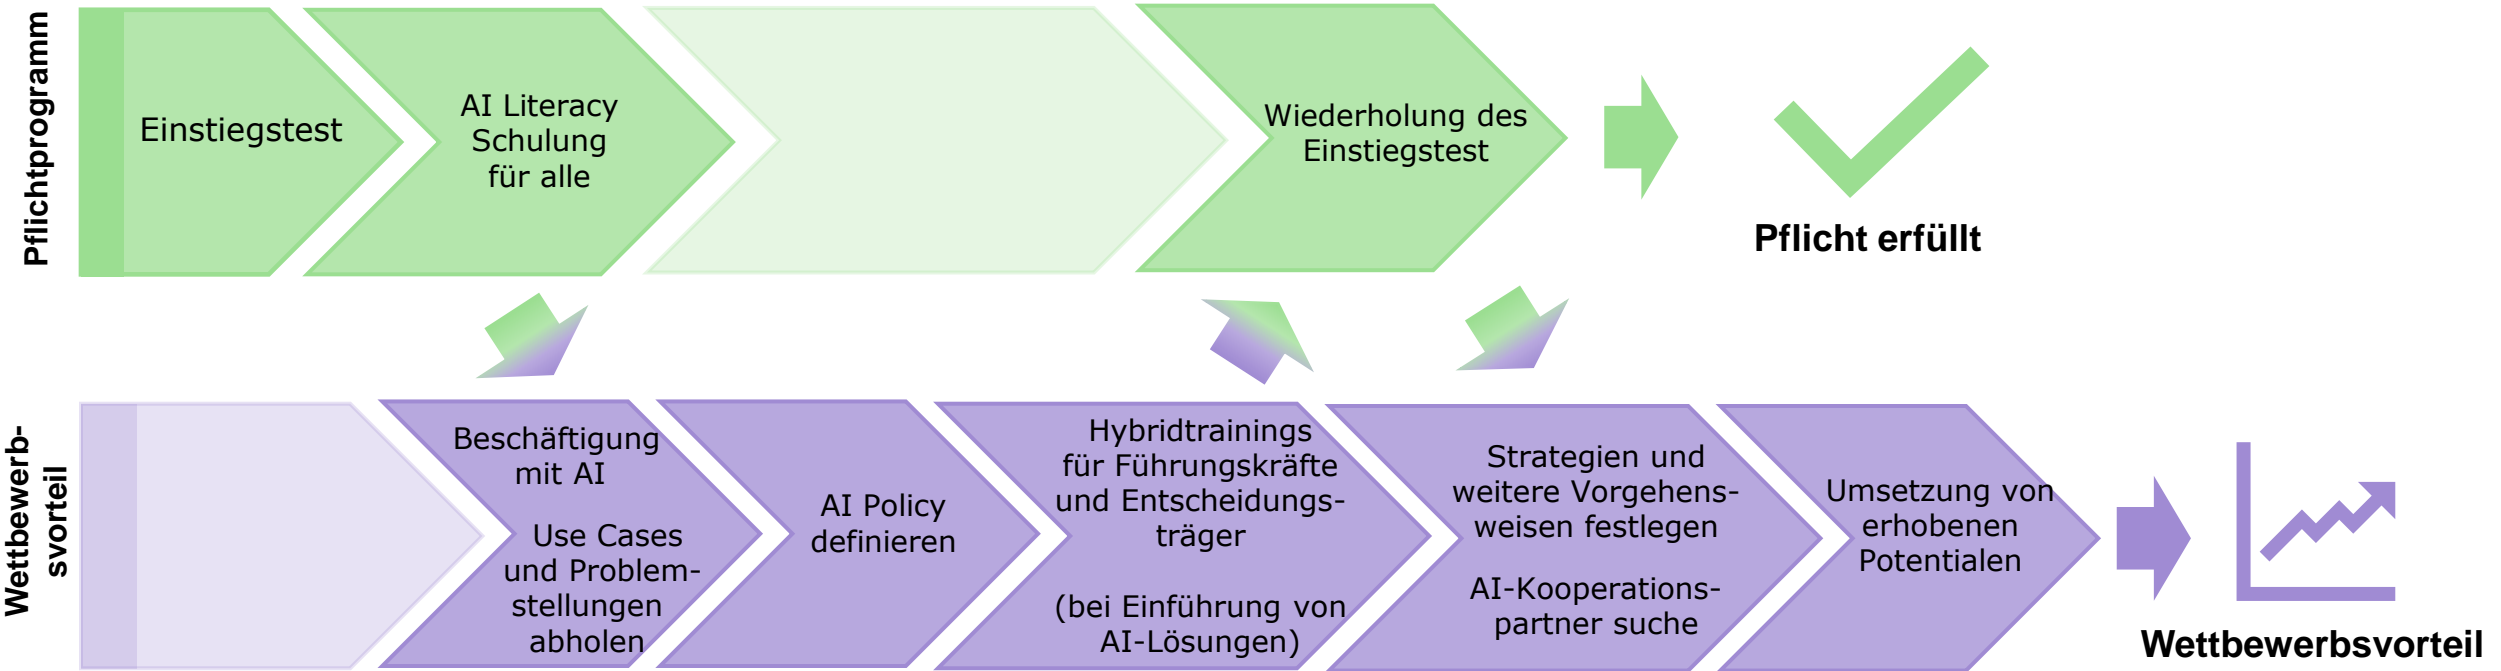 Pflichtprogramm
Einstiegstest
AI Literacy
Schulung
für alle
Wiederholung des
Einstiegstest
Pflicht erfüllt
Wettbewerb-
svorteil
Beschäftigung
mit AI
Use Cases
und Problem-
stellungen
abholen
AI Policy
definieren
Hybridtrainings
für Führungskräfte
und Entscheidungs-
träger
(bei Einführung von
AI-Lösungen)
Strategien und
weitere Vorgehens-
weisen festlegen
AI-Kooperations-
partner suche
Umsetzung von
erhobenen
Potentialen
Wettbewerbsvorteil